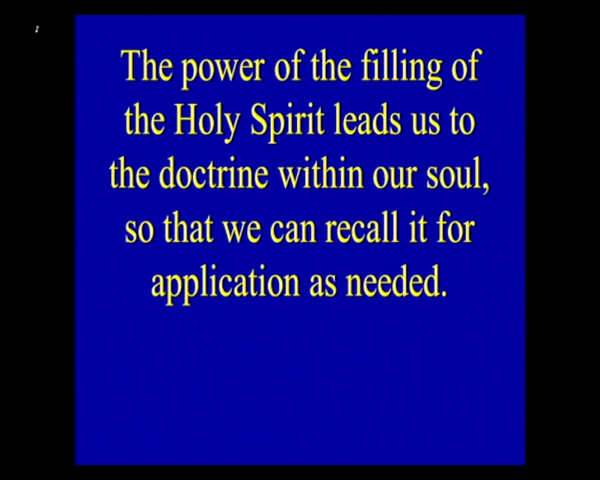 The power of the filling of
the Holy Spirit leads us to
the doctrine within our soul,
so that we can recall it for
application as needed.